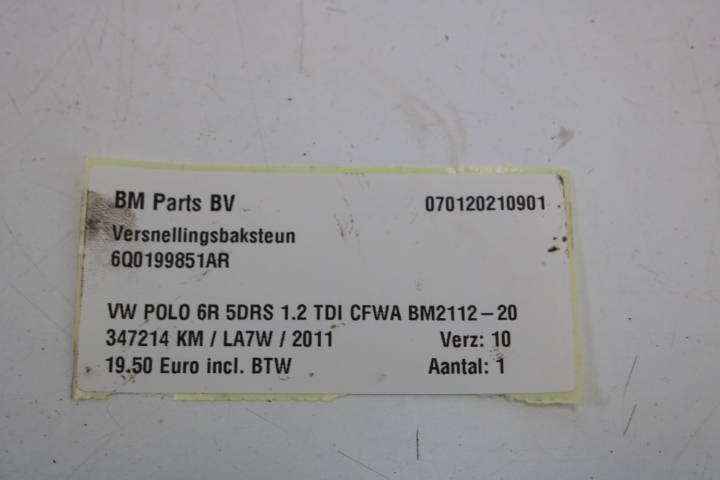 BM Parts BV 070120210901
Versnellingsbaksteun
6Q0199851AR
VW POLO 6R 5DRS 1.2 TDI CFWA BM2112-20
347214 KM / LA7W / 2011 Verz: 10
19.50 Euro incl. BTW Aantal: 1